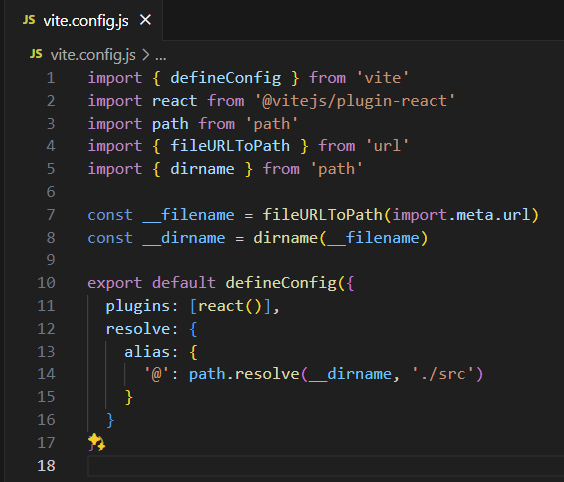 JS vite.config.js ×
JS vite.config.js > ...
1 import { defineConfig } from 'vite'
2 import react from '@vitejs/plugin-react'
3 import path from 'path'
4 import { fileURLToPath } from 'url'
5 import { dirname } from 'path'
6
7 const __filename = fileURLToPath(import.meta.url)
8 const __dirname = dirname(__filename)
9
10 export default defineConfig({
11   plugins: [react()],
12   resolve: {
13     alias: {
14       '@': path.resolve(__dirname, './src')
15     }
16   }
17 })
18